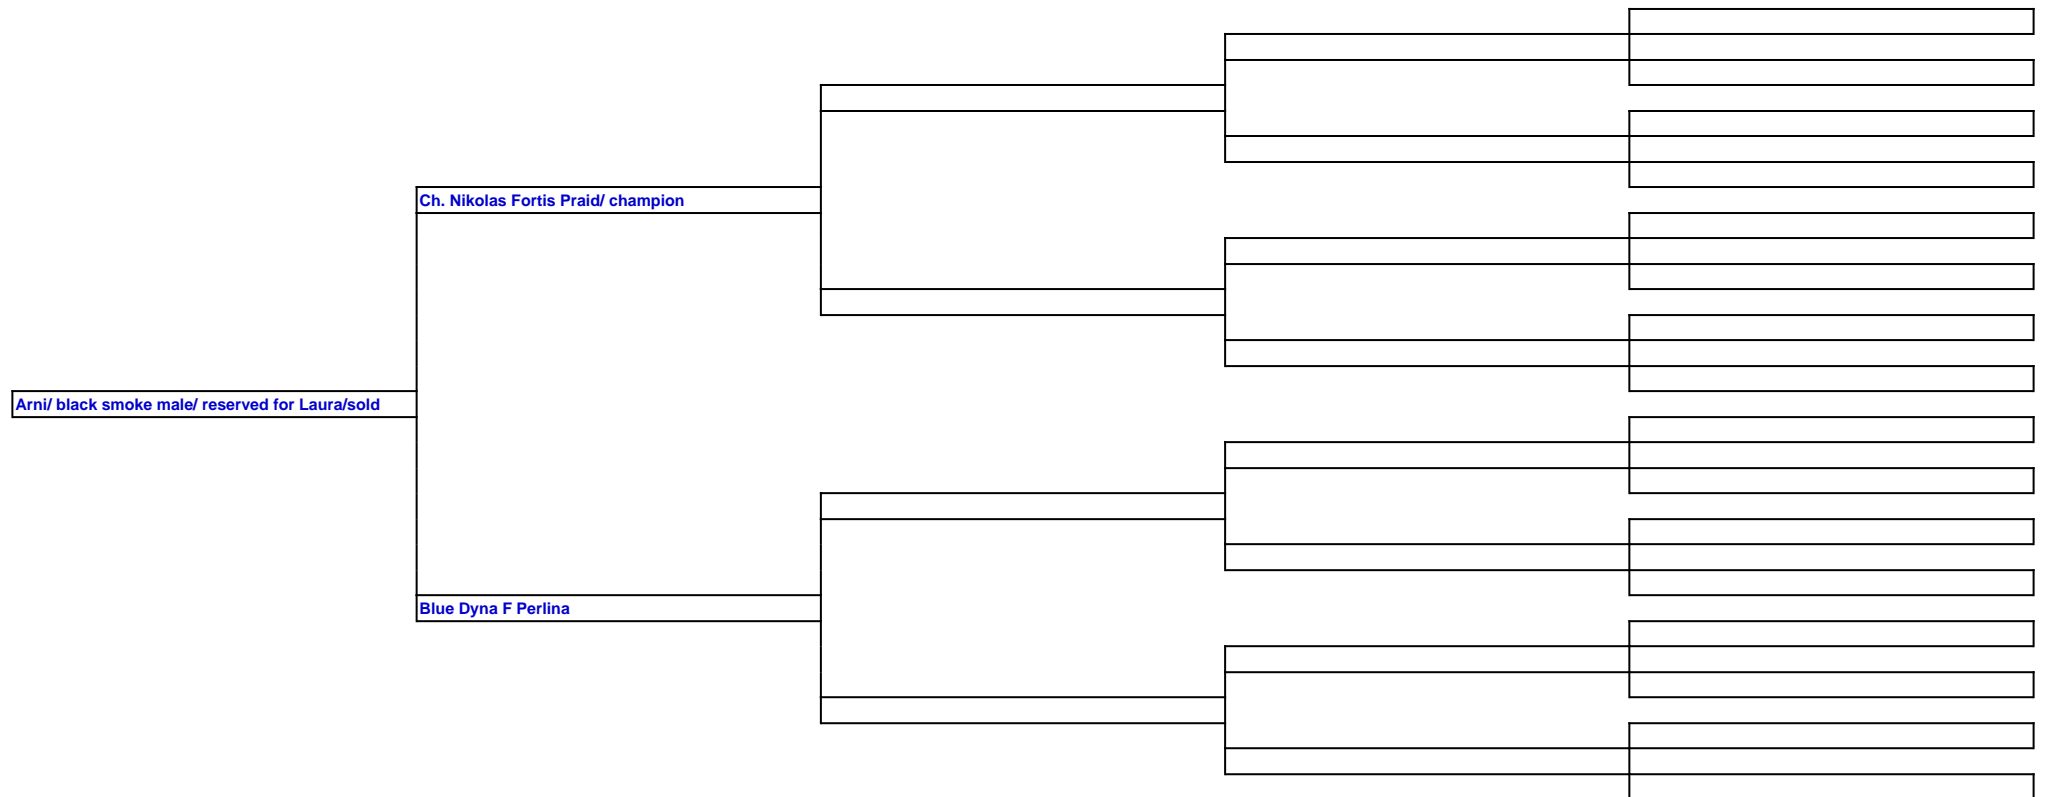 Ch. Nikolas Fortis Praid/ champion
Arni/ black smoke male/ reserved for Laura/sold
Blue Dyna F Perlina